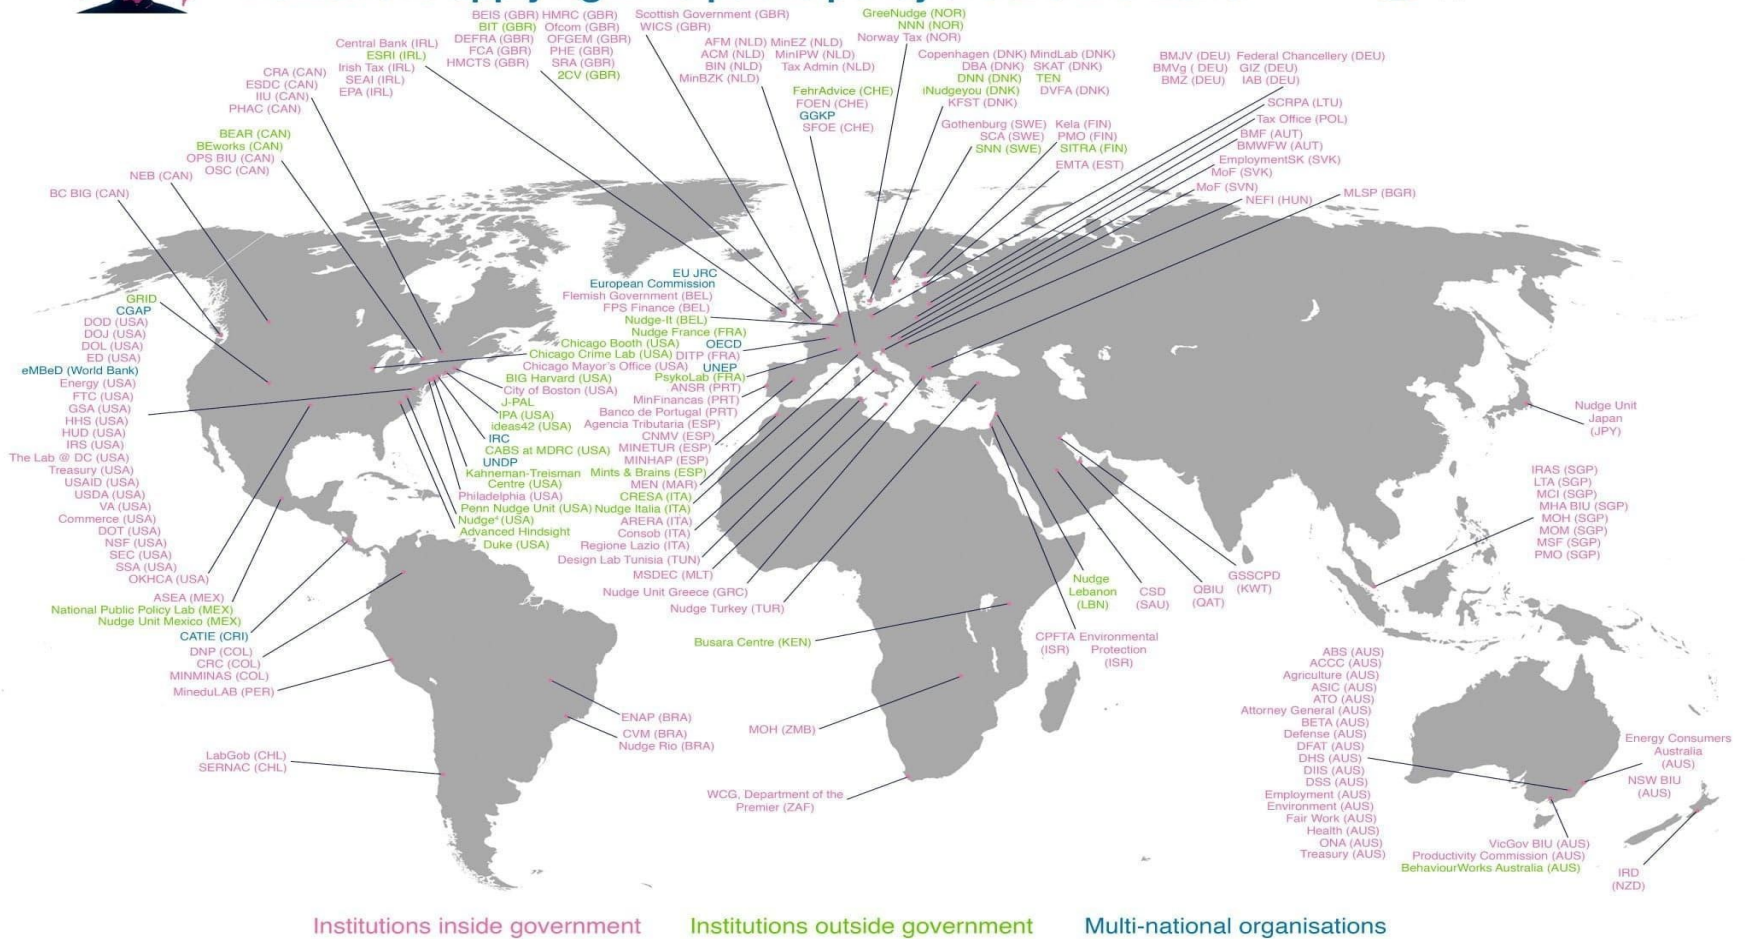 BEIS (GBR) HMRC (GBR)
BIT (GBR) Ofcom (GBR)
DEFRA (GBR) OFGEM (GBR)
FCA (GBR) PHE (GBR)
HMCTS (GBR) SRA (GBR)
2CV (GBR)
Scottish Government (GBR)
WICS (GBR)
GreeNudge (NOR)
NNN (NOR)
Norway Tax (NOR)
Central Bank (IRL)
ESRI (IRL)
Irish Tax (IRL)
SEAI (IRL)
EPA (IRL)
AFM (NLD) MinEZ (NLD)
ACM (NLD) MinIPW (NLD)
BIN (NLD) Tax Admin (NLD)
MinBZK (NLD)
Copenhagen (DNK) MindLab (DNK)
DBA (DNK) SKAT (DNK)
DNN (DNK) TEN
iNudgeyou (DNK) DVFA (DNK)
KFST (DNK)
BMJV (DEU) Federal Chancellery (DEU)
BMVg ( DEU) GIZ (DEU)
BMZ (DEU) IAB (DEU)
CRA (CAN)
ESDC (CAN)
IIU (CAN)
PHAC (CAN)
FehrAdvice (CHE)
FOEN (CHE)
GGKP
SFOE (CHE)
SCRPA (LTU)
Tax Office (POL)
BMF (AUT)
BMWFW (AUT)
EmploymentSK (SVK)
MoF (SVK)
MoF (SVN)
NEFI (HUN)
MLSP (BGR)
Gothenburg (SWE) Kela (FIN)
SCA (SWE) PMO (FIN)
SNN (SWE) SITRA (FIN)
EMTA (EST)
BEAR (CAN)
BEworks (CAN)
OPS BIU (CAN)
OSC (CAN)
NEB (CAN)
BC BIG (CAN)
GRID
CGAP
DOD (USA)
DOJ (USA)
DOL (USA)
ED (USA)
eMBeD (World Bank)
Energy (USA)
FTC (USA)
GSA (USA)
HHS (USA)
HUD (USA)
IRS (USA)
The Lab @ DC (USA)
Treasury (USA)
USAID (USA)
USDA (USA)
VA (USA)
Commerce (USA)
DOT (USA)
NSF (USA)
SEC (USA)
SSA (USA)
OKHCA (USA)
ASEA (MEX)
National Public Policy Lab (MEX)
Nudge Unit Mexico (MEX)
CATIE (CRI)
DNP (COL)
CRC (COL)
MINMINAS (COL)
MineduLAB (PER)
LabGob (CHL)
SERNAC (CHL)
EU JRC
European Commission
Flemish Government (BEL)
FPS Finance (BEL)
Nudge-It (BEL)
Nudge France (FRA)
Chicago Booth (USA) OECD
Chicago Crime Lab (USA) DITP (FRA)
Chicago Mayor's Office (USA) UNEP
BIG Harvard (USA) PsykoLab (FRA)
City of Boston (USA) ANSR (PRT)
J-PAL MinFinancas (PRT)
IPA (USA) Banco de Portugal (PRT)
ideas42 (USA) Agencia Tributaria (ESP)
IRC CNMV (ESP)
CABS at MDRC (USA) MINETUR (ESP)
UNDP MINHAP (ESP)
Kahneman-Treisman Mints & Brains (ESP)
Centre (USA) MEN (MAR)
Philadelphia (USA) CRESA (ITA)
Penn Nudge Unit (USA) Nudge Italia (ITA)
Nudge⁴ (USA) ARERA (ITA)
Advanced Hindsight Consob (ITA)
Duke (USA) Regione Lazio (ITA)
Design Lab Tunisia (TUN)
MSDEC (MLT)
Nudge Unit Greece (GRC)
Nudge Turkey (TUR)
Busara Centre (KEN)
MOH (ZMB)
WCG, Department of the
Premier (ZAF)
ENAP (BRA)
CVM (BRA)
Nudge Rio (BRA)
Nudge
Lebanon
(LBN)
CPFTA
(ISR)
Environmental
Protection
(ISR)
CSD
(SAU)
QBIU
(QAT)
GSSCPD
(KWT)
Nudge Unit
Japan
(JPY)
IRAS (SGP)
LTA (SGP)
MCI (SGP)
MHA BIU (SGP)
MOH (SGP)
MOM (SGP)
MSF (SGP)
PMO (SGP)
ABS (AUS)
ACCC (AUS)
Agriculture (AUS)
ASIC (AUS)
ATO (AUS)
Attorney General (AUS)
BETA (AUS)
Defense (AUS)
DFAT (AUS)
DHS (AUS)
DIIS (AUS)
DSS (AUS)
Employment (AUS)
Environment (AUS)
Fair Work (AUS)
Health (AUS)
ONA (AUS)
Treasury (AUS)
Energy Consumers
Australia
(AUS)
NSW BIU
(AUS)
VicGov BIU (AUS)
Productivity Commission (AUS)
BehaviourWorks Australia (AUS)
IRD
(NZD)
Institutions inside government
Institutions outside government
Multi-national organisations